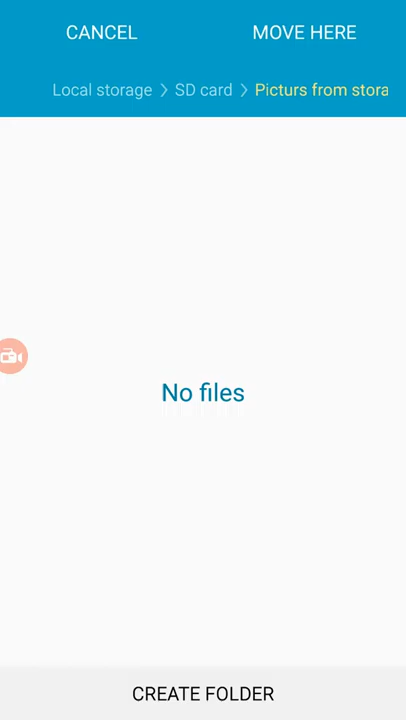 CANCEL MOVE HERE
Local storage > SD card > Picturs from stora
No files
CREATE FOLDER